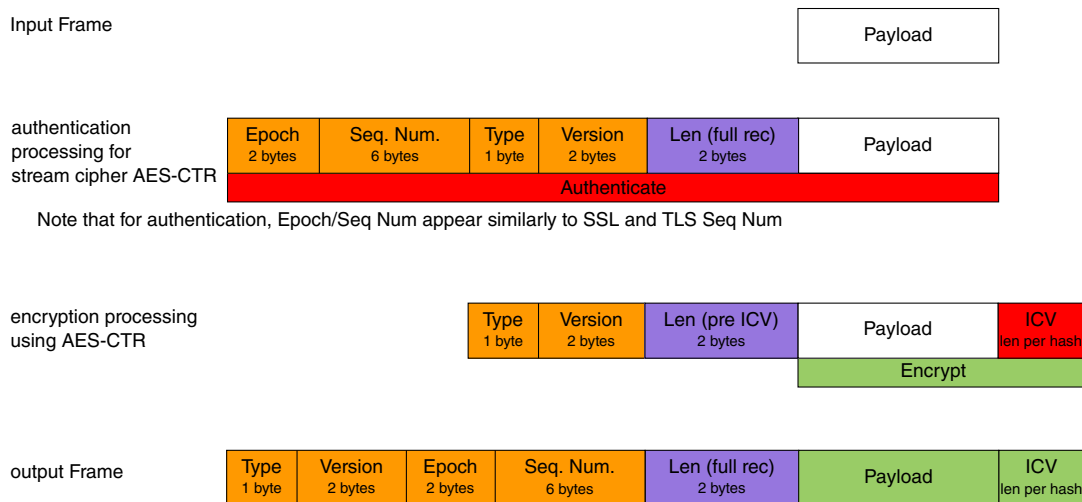 Input Frame
Payload
authentication
processing for
stream cipher AES-CTR
Epoch
2 bytes
Seq. Num.
6 bytes
Type
1 byte
Version
2 bytes
Len (full rec)
2 bytes
Payload
Authenticate
Note that for authentication, Epoch/Seq Num appear similarly to SSL and TLS Seq Num
encryption processing
using AES-CTR
Type
1 byte
Version
2 bytes
Len (pre ICV)
2 bytes
Payload
ICV
len per hash
Encrypt
output Frame
Type
1 byte
Version
2 bytes
Epoch
2 bytes
Seq. Num.
6 bytes
Len (full rec)
2 bytes
Payload
ICV
len per hash